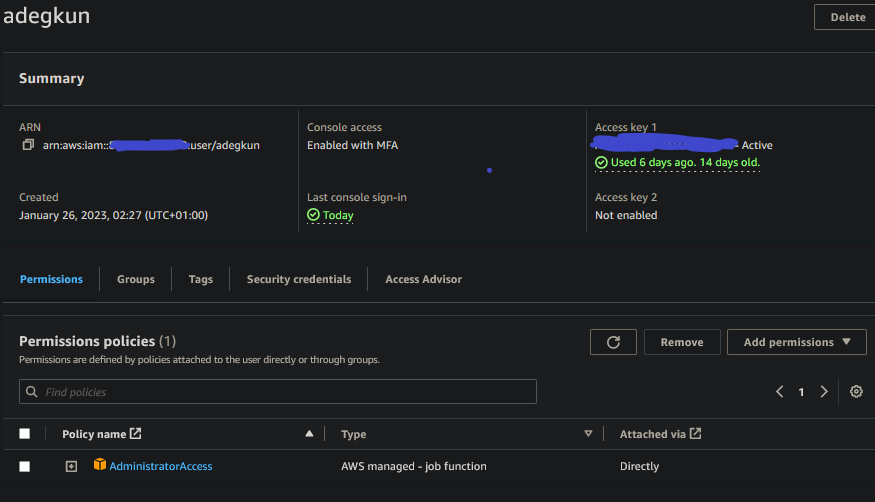 adegkun
Delete
Summary
ARN
arn:aws:iam:: :user/adegkun
Console access
Enabled with MFA
Access key 1
- Active
Used 6 days ago. 14 days old.
Created
January 26, 2023, 02:27 (UTC+01:00)
Last console sign-in
Today
Access key 2
Not enabled
Permissions
Groups
Tags
Security credentials
Access Advisor
Permissions policies (1)
Remove
Add permissions
Permissions are defined by policies attached to the user directly or through groups.
Find policies
1
Policy name
Type
Attached via
AdministratorAccess
AWS managed - job function
Directly